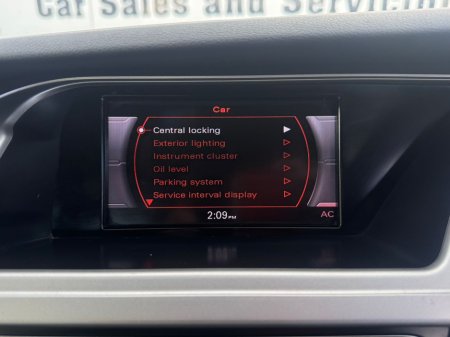 Car Sales and Servicin
Car
Central locking
Exterior lighting
Instrument cluster
Oil level
Parking system
Service interval display
2:09PM
AC